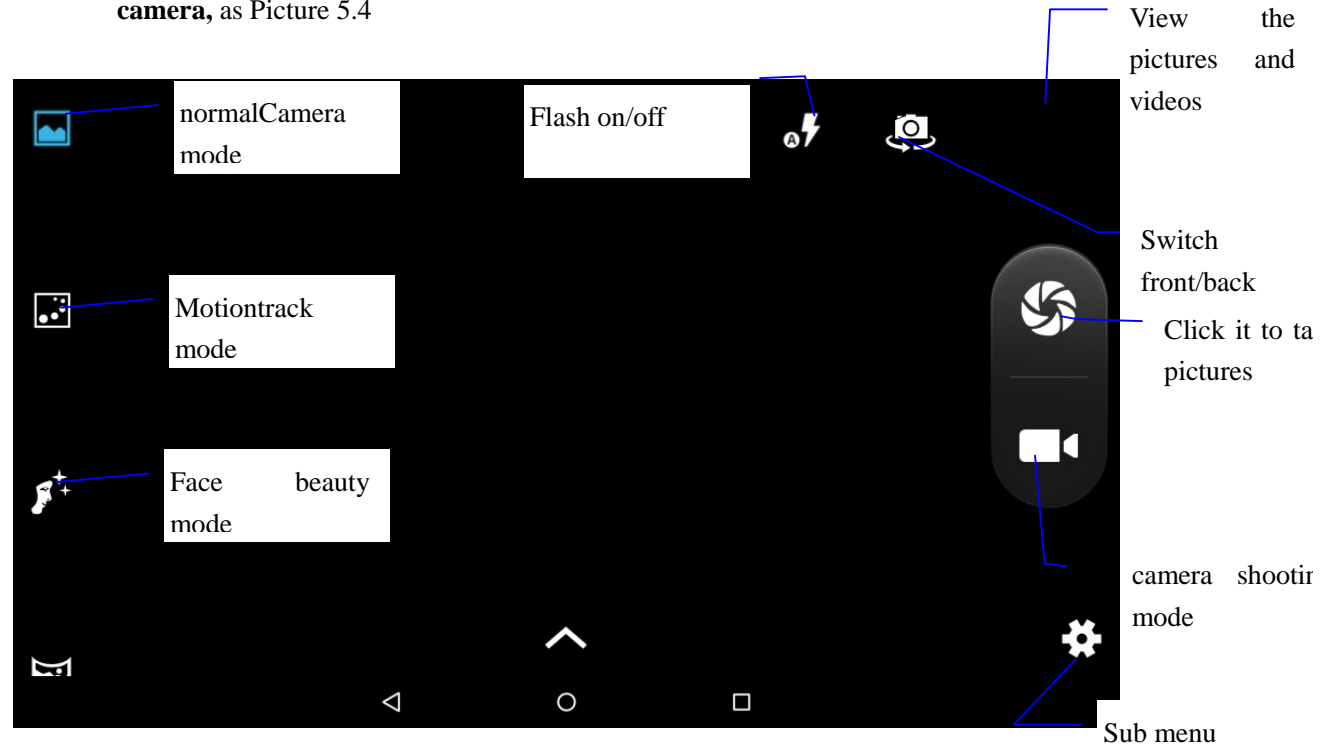 camera, as Picture 5.4
View the
pictures and
videos
normalCamera
mode
Flash on/off
A
Switch
front/back
Motiontrack
mode
Click it to ta
pictures
Face beauty
mode
camera shootin
mode
Sub menu